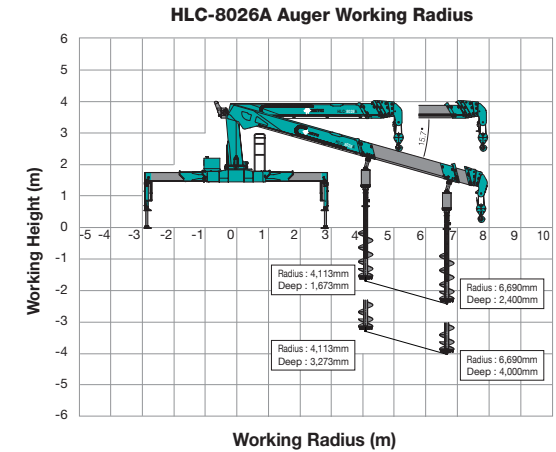 HLC-8026A Auger Working Radius
6
5
4
3
2
1
0
-1
-2
-3
-4
-5
-6
-5 -4 -3 -2 -1 0 1 2 3 4 5 6 7 8 9 10
15.7°
Radius : 4,113mm
Deep : 1,673mm
Radius : 6,690mm
Deep : 2,400mm
Radius : 4,113mm
Deep : 3,273mm
Radius : 6,690mm
Deep : 4,000mm
Working Height (m)
Working Radius (m)